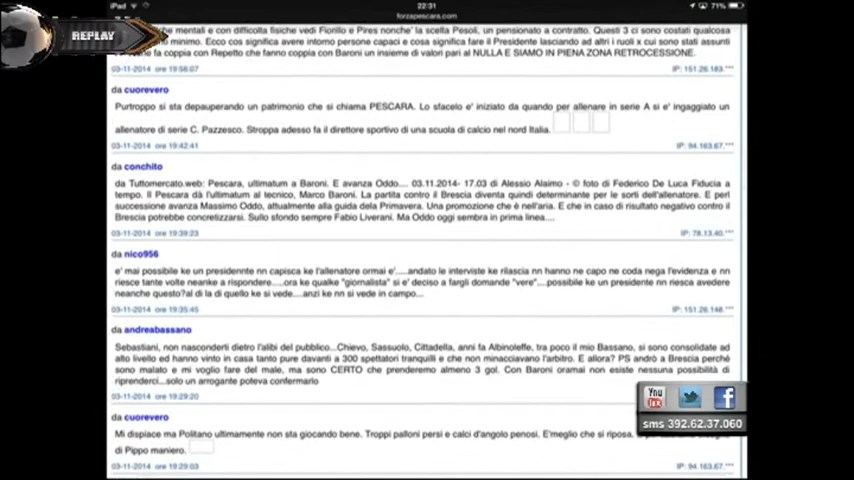 iPad
22:31
71%
forzapescara.com
REPLAY
mentali e con difficolta fisiche vedi Fiorillo e Pires nonche' la scelta Pesoli, un pensionato a contratto. Questi 3 ci sono costati qualcosa
minimo. Ecco cos significa avere intorno persone capaci e cosa significa fare il Presidente lasciando ad altri i ruoli x cui sono stati assunti
fa coppia con Repetto che fanno coppia con Baroni un insieme di valori pari al NULLA E SIAMO IN PIENA ZONA RETROCESSIONE.
03-11-2014 ore 19:56:07 IP: 151.26.183.***
da cuorevero
Purtroppo si sta depauperando un patrimonio che si chiama PESCARA. Lo sfacelo e' iniziato da quando per allenare in serie A si e' ingaggiato un
allenatore di serie C. Pazzesco. Stroppa adesso fa il direttore sportivo di una scuola di calcio nel nord Italia.
03-11-2014 ore 19:42:41 IP: 94.163.67.***
da conchito
da Tuttomercato.web: Pescara, ultimatum a Baroni. E avanza Oddo.... 03.11.2014- 17.03 di Alessio Alaimo - © foto di Federico De Luca Fiducia a
tempo. Il Pescara dà l'ultimatum al tecnico, Marco Baroni. La partita contro il Brescia diventa quindi determinante per le sorti dell'allenatore. E perl
successione avanza Massimo Oddo, attualmente alla guida dela Primavera. Una promozione che è nell'aria. E che in caso di risultato negativo contro il
Brescia potrebbe concretizzarsi. Sullo sfondo sempre Fabio Liverani. Ma Oddo oggi sembra in prima linea....
03-11-2014 ore 19:39:23 IP: 78.13.40.***
da nico956
e' mai possibile ke un presidennte nn capisca ke l'allenatore ormai e'.....andato le interviste ke rilascia nn hanno ne capo ne coda nega l'evidenza e nn
riesce tante volte neanke a rispondere.....ora ke qualke "giornalista" si e' deciso a fargli domande "vere"....possibile ke un presidente nn riesca avedere
neanche questo?al di la di quello ke si vede....anzi ke nn si vede in campo...
03-11-2014 ore 19:35:45 IP: 151.26.148.***
da andreabassano
Sebastiani, non nasconderti dietro l'alibi del pubblico...Chievo, Sassuolo, Cittadella, anni fa Albinoleffe, tra poco il mio Bassano, si sono consolidate ad
alto livello ed hanno vinto in casa tanto pure davanti a 300 spettatori tranquilli e che non minacciavano l'arbitro. E allora? PS andrò a Brescia perchè
sono malato e mi voglio fare del male, ma sono CERTO che prenderemo almeno 3 gol. Con Baroni oramai non esiste nessuna possibilità di
riprenderci...solo un arrogante poteva confermarlo
03-11-2014 ore 19:29:20
da cuorevero
Mi dispiace ma Politano ultimamente non sta giocando bene. Troppi palloni persi e calci d'angolo penosi. E'meglio che si riposa.
di Pippo maniero.
03-11-2014 ore 19:29:03 IP: 94.163.67.***
You
f
sms 392.62.37.060